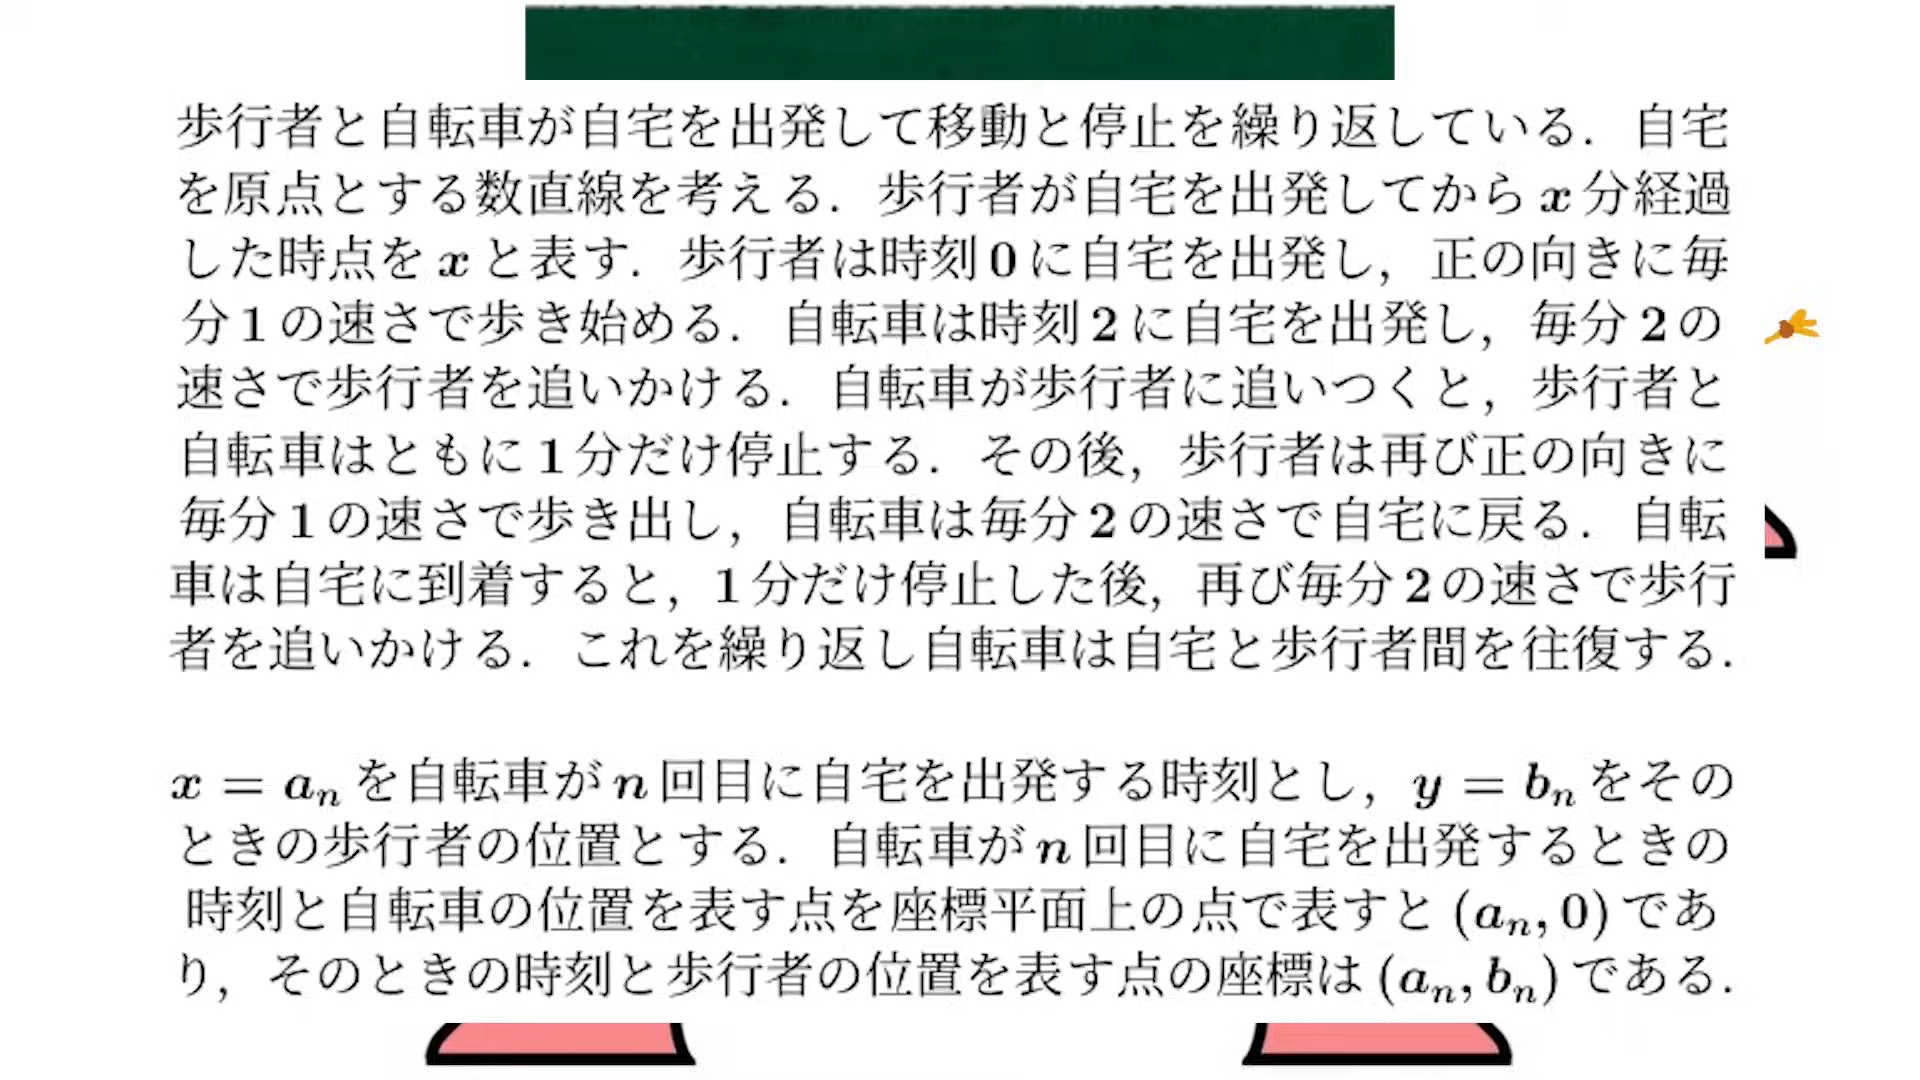 歩行者と自転車が自宅を出発して移動と停止を繰り返している．自宅
を原点とする数直線を考える．歩行者が自宅を出発してから x 分経過
した時点を x と表す．歩行者は時刻 0 に自宅を出発し，正の向きに毎
分 1 の速さで歩き始める．自転車は時刻 2 に自宅を出発し，毎分 2 の
速さで歩行者を追いかける．自転車が歩行者に追いつくと，歩行者と
自転車はともに 1 分だけ停止する．その後，歩行者は再び正の向きに
毎分 1 の速さで歩き出し，自転車は毎分 2 の速さで自宅に戻る．自転
車は自宅に到着すると，1 分だけ停止した後，再び毎分 2 の速さで歩行
者を追いかける．これを繰り返し自転車は自宅と歩行者間を往復する．
x = aₙ を自転車が n 回目に自宅を出発する時刻とし，y = bₙ をその
ときの歩行者の位置とする．自転車が n 回目に自宅を出発するときの
時刻と自転車の位置を表す点を座標平面上の点で表すと (aₙ, 0) であ
り，そのときの時刻と歩行者の位置を表す点の座標は (aₙ, bₙ) である．